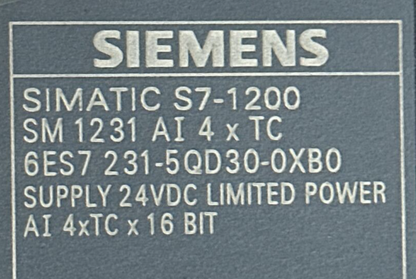 SIEMENS
SIMATIC S7-1200
SM 1231 AI 4 x TC
6ES7 231-5QD30-0XB0
SUPPLY 24VDC LIMITED POWER
AI 4xTC x 16 BIT